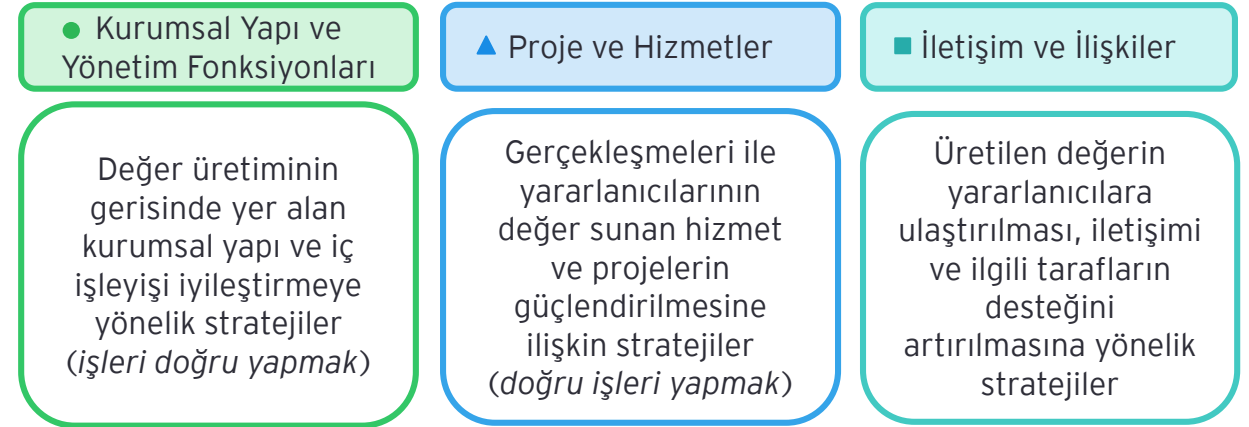 Kurumsal Yapı ve
Yönetim Fonksiyonları
Değer üretiminin
gerisinde yer alan
kurumsal yapı ve iç
işleyişi iyileştirmeye
yönelik stratejiler
(işleri doğru yapmak)
Proje ve Hizmetler
Gerçekleşmeleri ile
yararlanıcılarının
değer sunan hizmet
ve projelerin
güçlendirilmesine
ilişkin stratejiler
(doğru işleri yapmak)
İletişim ve İlişkiler
Üretilen değerin
yararlanıcılara
ulaştırılması, iletişimi
ve ilgili tarafların
desteğini
artırılmasına yönelik
stratejiler